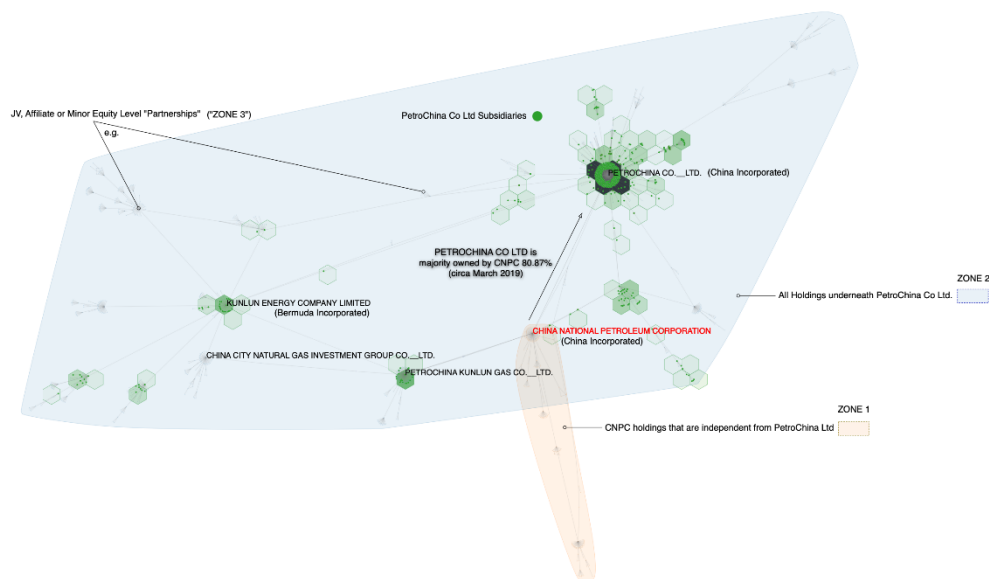 JV, Affiliate or Minor Equity Level "Partnerships" ("ZONE 3")
e.g.
PetroChina Co Ltd Subsidiaries
PETROCHINA CO.__LTD. (China Incorporated)
PETROCHINA CO LTD is
majority owned by CNPC 80.87%
(circa March 2019)
ZONE 2
All Holdings underneath PetroChina Co Ltd.
KUNLUN ENERGY COMPANY LIMITED
(Bermuda Incorporated)
CHINA NATIONAL PETROLEUM CORPORATION
(China Incorporated)
CHINA CITY NATURAL GAS INVESTMENT GROUP CO.__LTD.
PETROCHINA KUNLUN GAS CO.__LTD.
ZONE 1
CNPC holdings that are independent from PetroChina Ltd